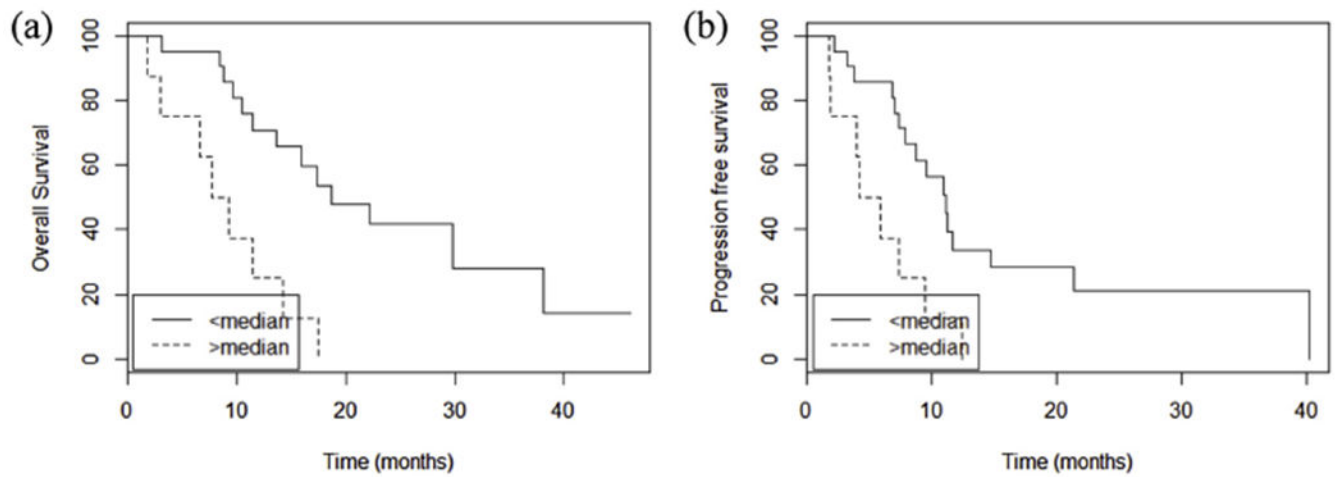 (a)
Overall Survival
100
80
60
40
20
0
<median
>median
0 10 20 30 40
Time (months)
(b)
Progression free survival
100
80
60
40
20
0
<median
>median
0 10 20 30 40
Time (months)